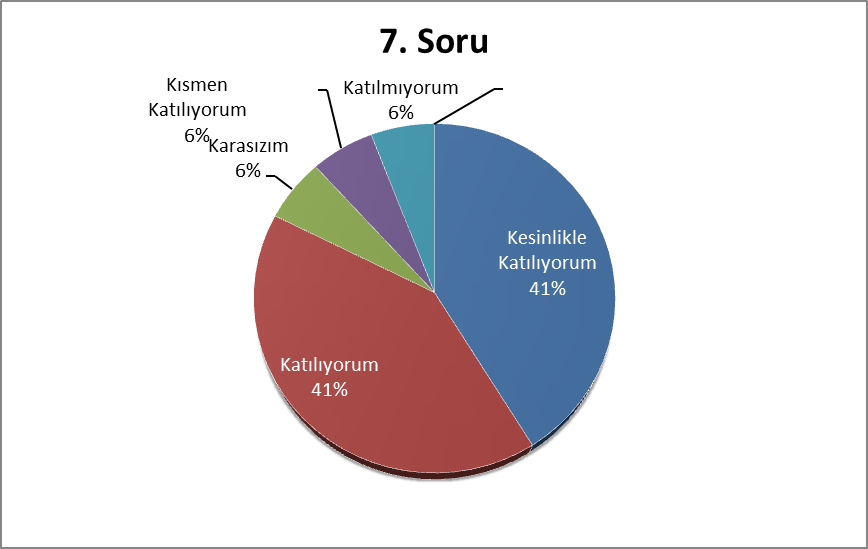 7. Soru
Kısmen
Katılıyorum
6%
Karasızım
6%
Katılmıyorum
6%
Kesinlikle
Katılıyorum
41%
Katılıyorum
41%